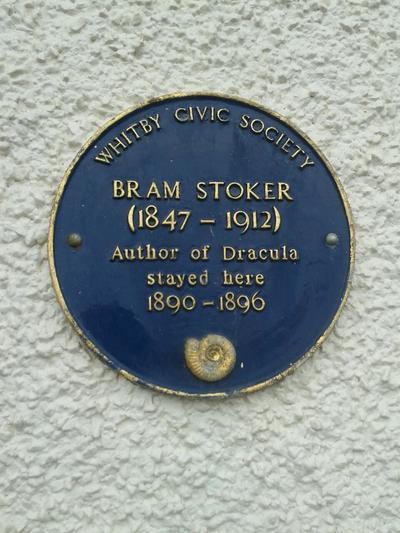 WHITBY CIVIC SOCIETY
BRAM STOKER
(1847 – 1912)
Author of Dracula
stayed here
1890 – 1896